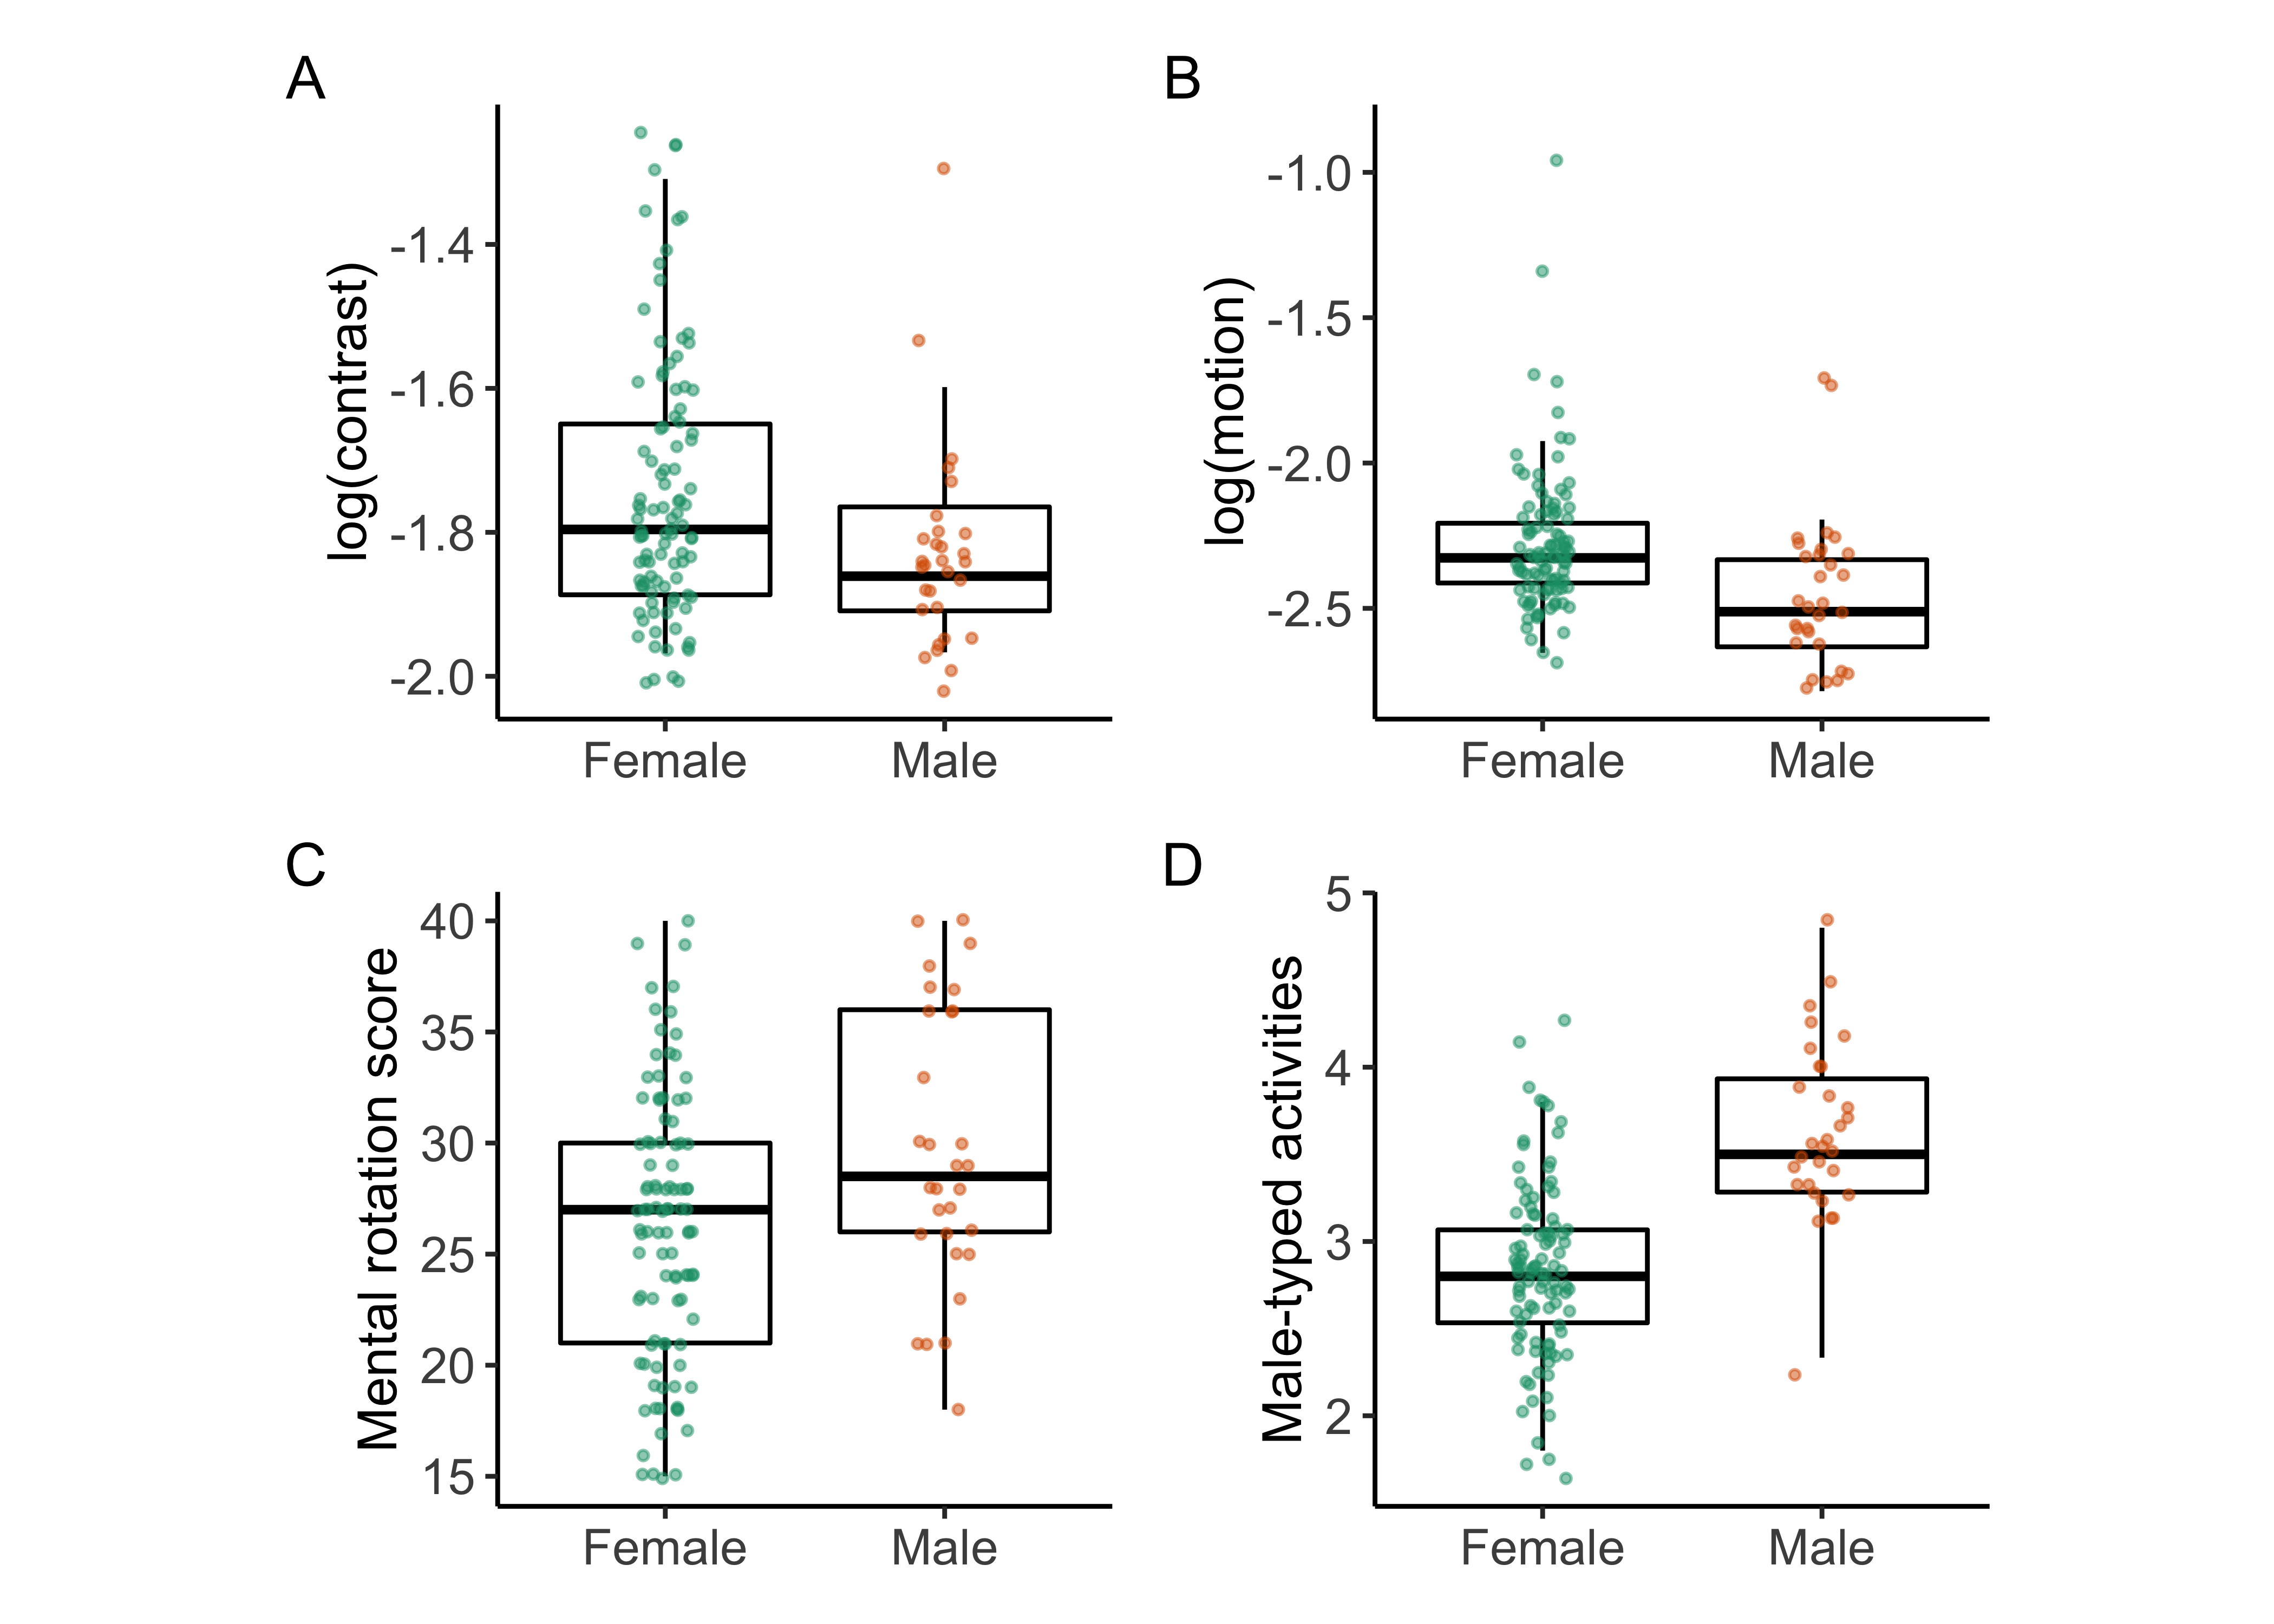 A
log(contrast)
-1.4
-1.6
-1.8
-2.0
Female
Male
B
log(motion)
-1.0
-1.5
-2.0
-2.5
Female
Male
C
Mental rotation score
40
35
30
25
20
15
Female
Male
D
Male-typed activities
5
4
3
2
Female
Male